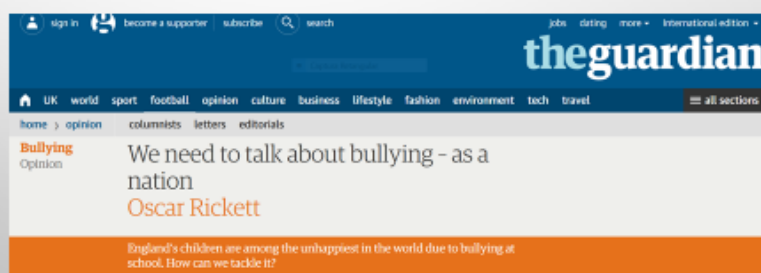 sign in become a supporter subscribe search jobs dating more International edition
theguardian
UK world sport football opinion culture business lifestyle fashion environment tech travel all sections
home › opinion columnists letters editorials
Bullying
Opinion
We need to talk about bullying – as a
nation
Oscar Rickett
England's children are among the unhappiest in the world due to bullying at
school. How can we tackle it?